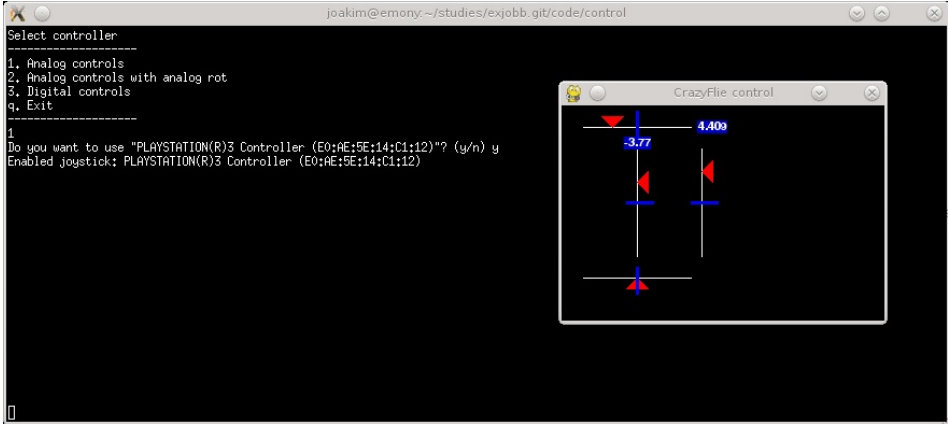 joakim@emony:~/studies/exjobb.git/code/control
Select controller
--------------------
1. Analog controls
2. Analog controls with analog rot
3. Digital controls
q. Exit
--------------------
1
Do you want to use "PLAYSTATION(R)3 Controller (E0:AE:5E:14:C1:12)"? (y/n) y
Enabled joystick: PLAYSTATION(R)3 Controller (E0:AE:5E:14:C1:12)
CrazyFlie control
4.409
-3.77